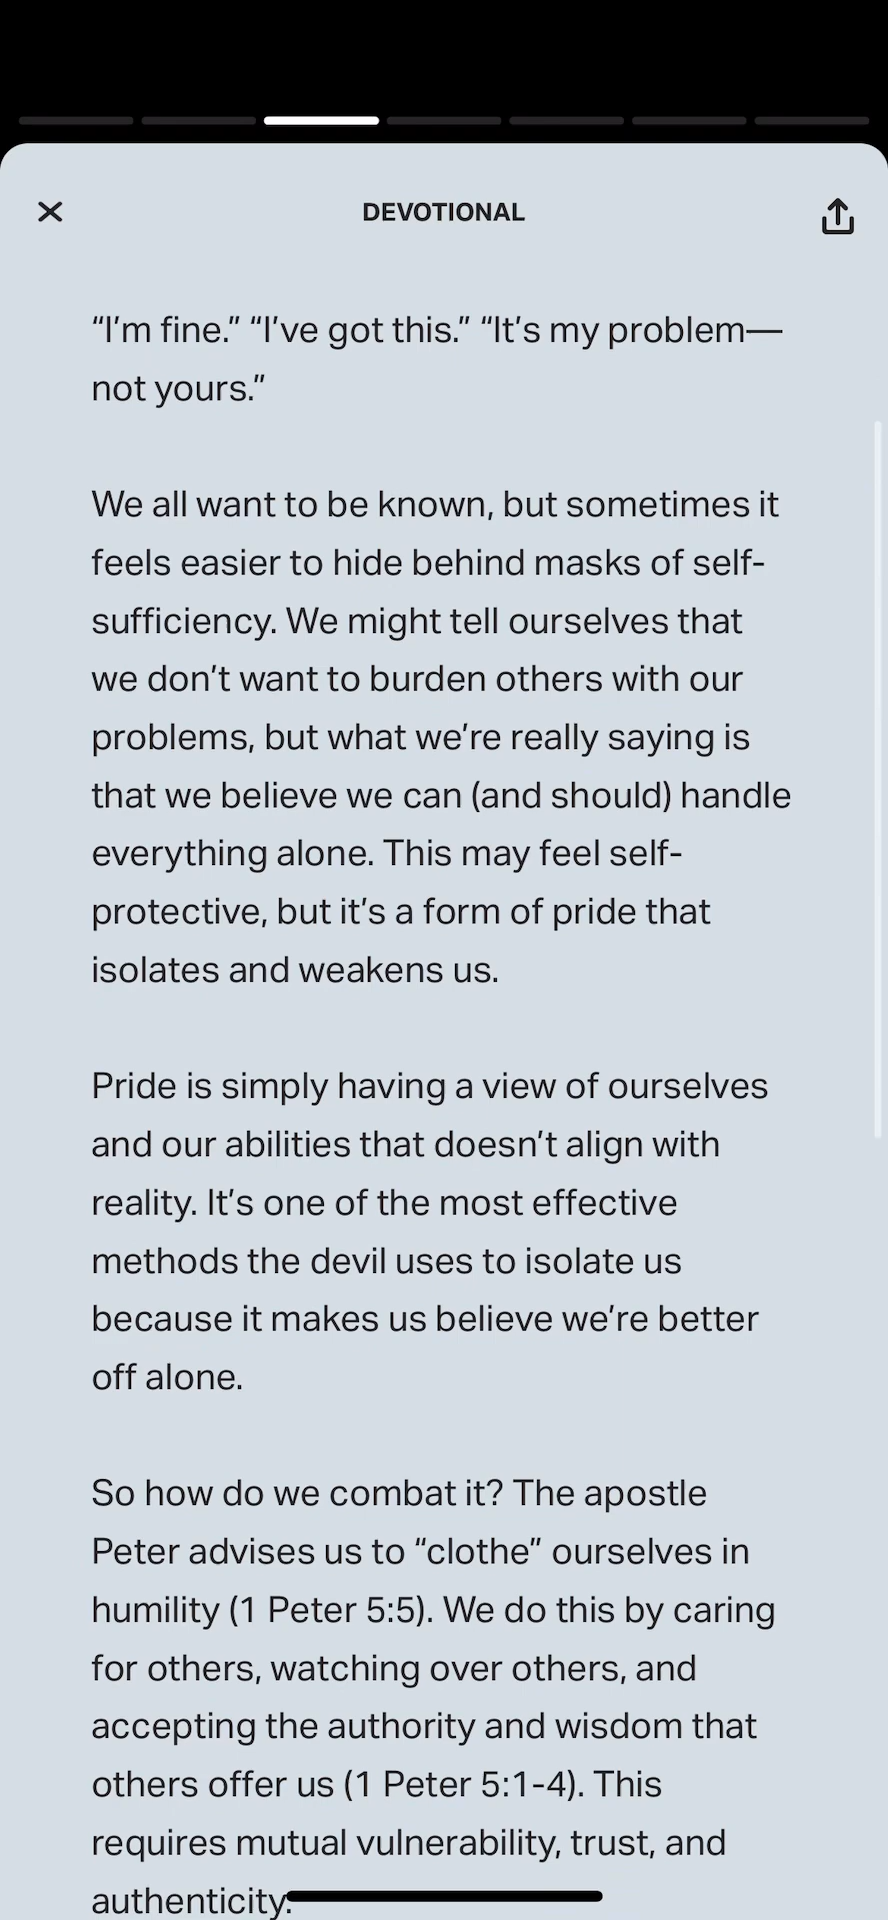 DEVOTIONAL
“I’m fine.” “I’ve got this.” “It’s my problem—
not yours.”
We all want to be known, but sometimes it
feels easier to hide behind masks of self-
sufficiency. We might tell ourselves that
we don’t want to burden others with our
problems, but what we’re really saying is
that we believe we can (and should) handle
everything alone. This may feel self-
protective, but it’s a form of pride that
isolates and weakens us.
Pride is simply having a view of ourselves
and our abilities that doesn’t align with
reality. It’s one of the most effective
methods the devil uses to isolate us
because it makes us believe we’re better
off alone.
So how do we combat it? The apostle
Peter advises us to “clothe” ourselves in
humility (1 Peter 5:5). We do this by caring
for others, watching over others, and
accepting the authority and wisdom that
others offer us (1 Peter 5:1-4). This
requires mutual vulnerability, trust, and
authenticity.